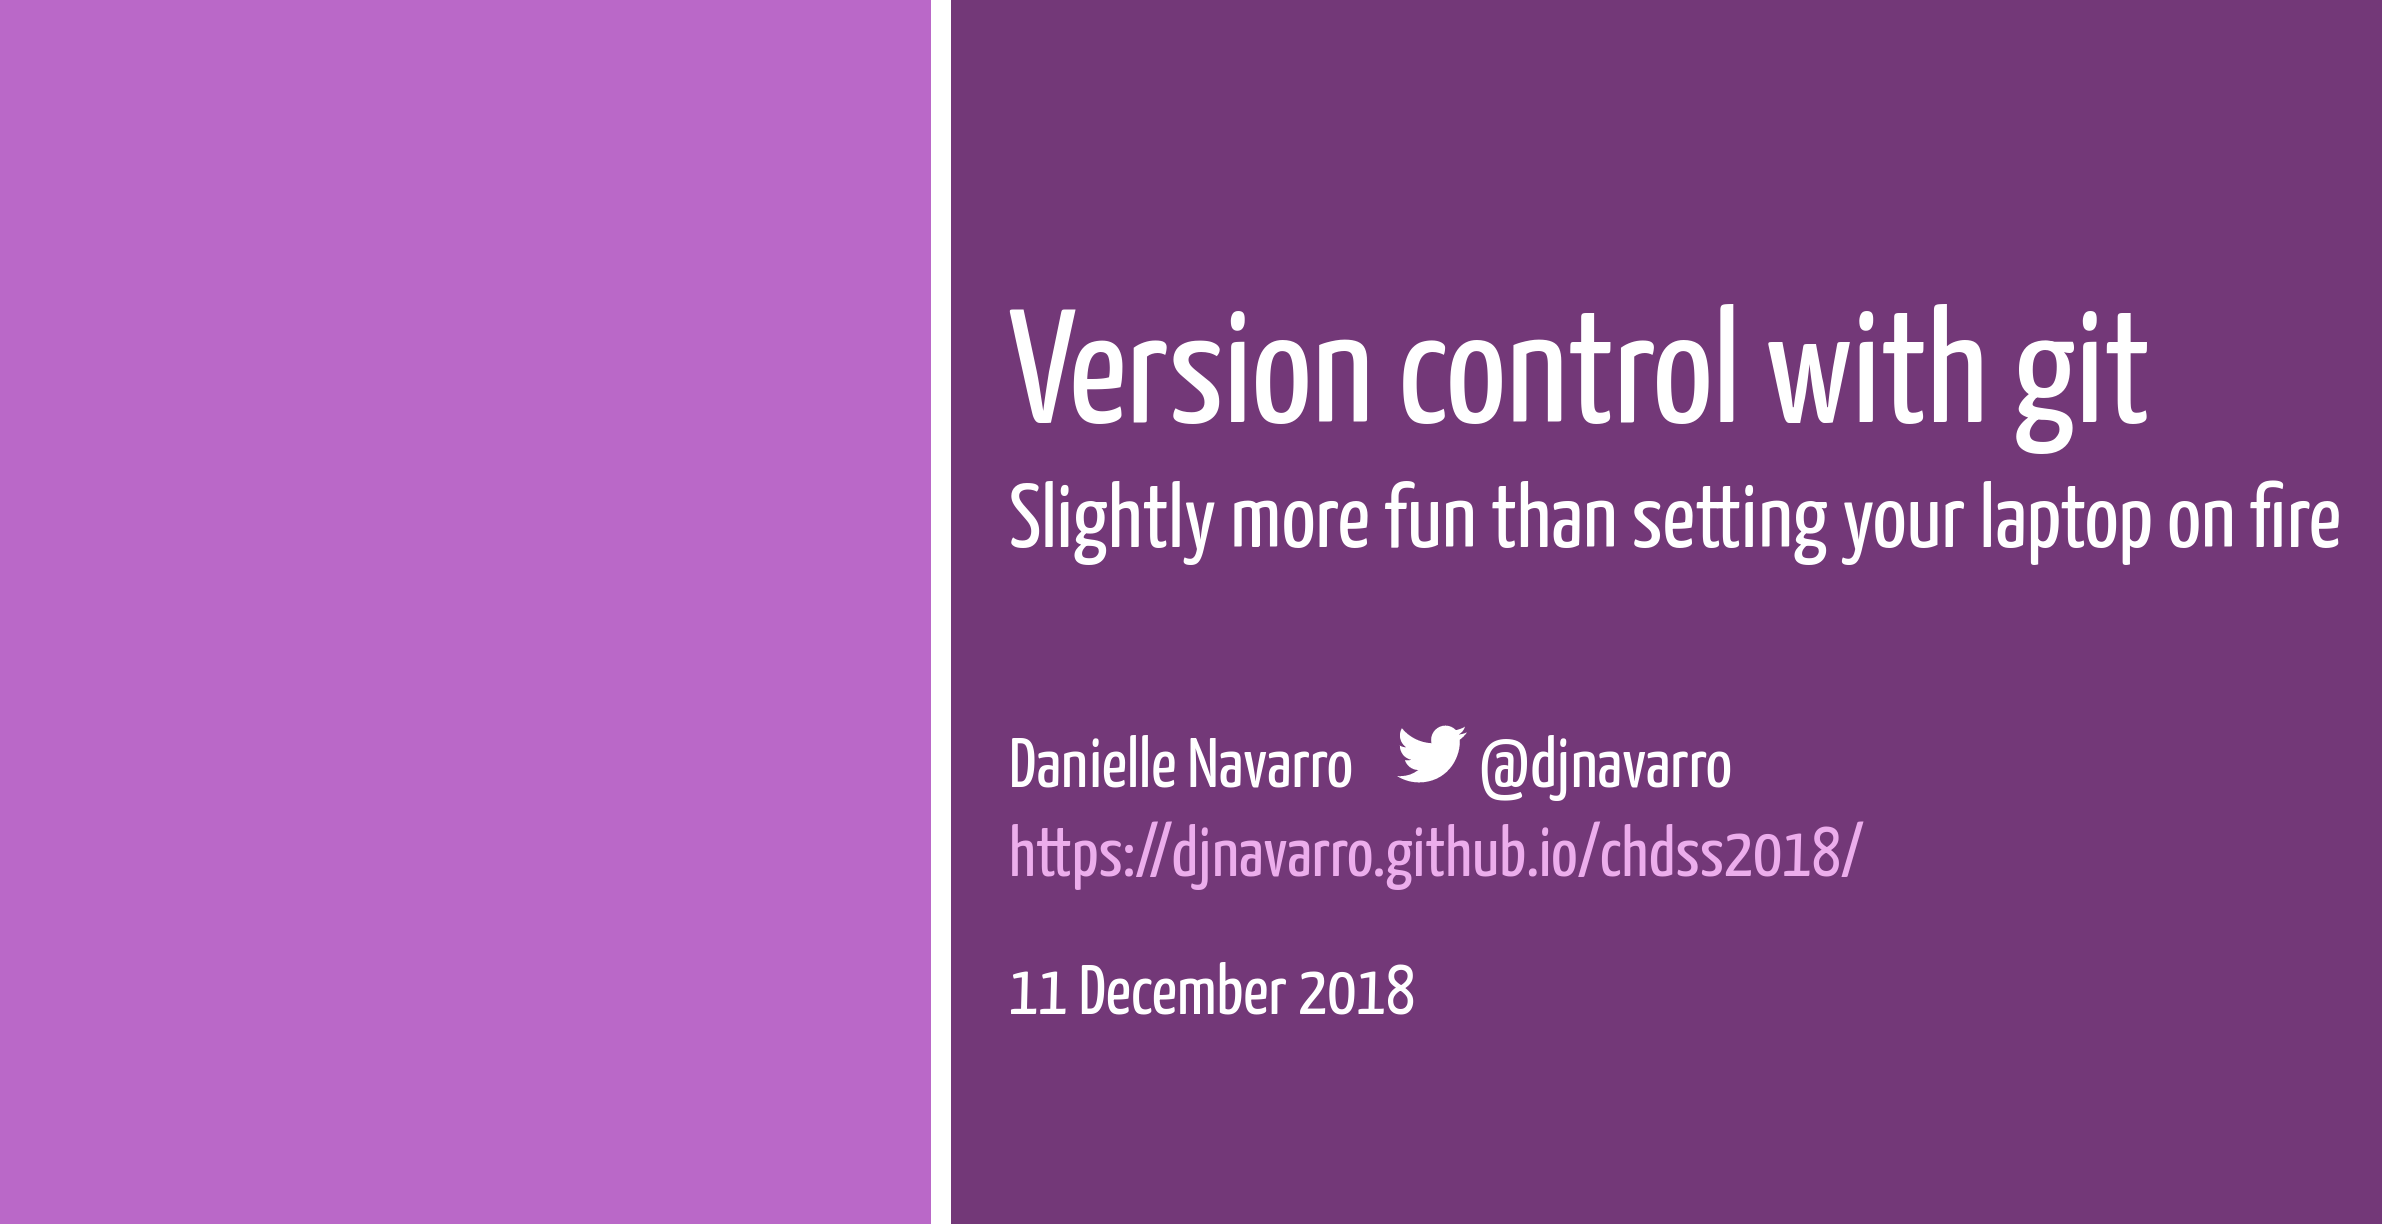 Version control with git
Slightly more fun than setting your laptop on fire
Danielle Navarro @djnavarro
https://djnavarro.github.io/chdss2018/
11 December 2018